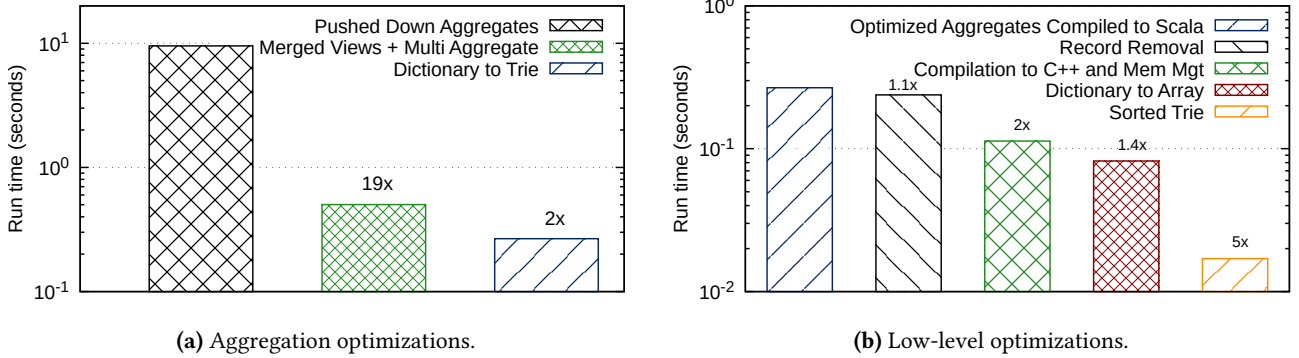 Run time (seconds)
10^1
10^0
10^-1
Pushed Down Aggregates
Merged Views + Multi Aggregate
Dictionary to Trie
19x
2x
(a) Aggregation optimizations.
Run time (seconds)
10^0
10^-1
10^-2
Optimized Aggregates Compiled to Scala
Record Removal
Compilation to C++ and Mem Mgt
Dictionary to Array
Sorted Trie
1.1x
2x
1.4x
5x
(b) Low-level optimizations.